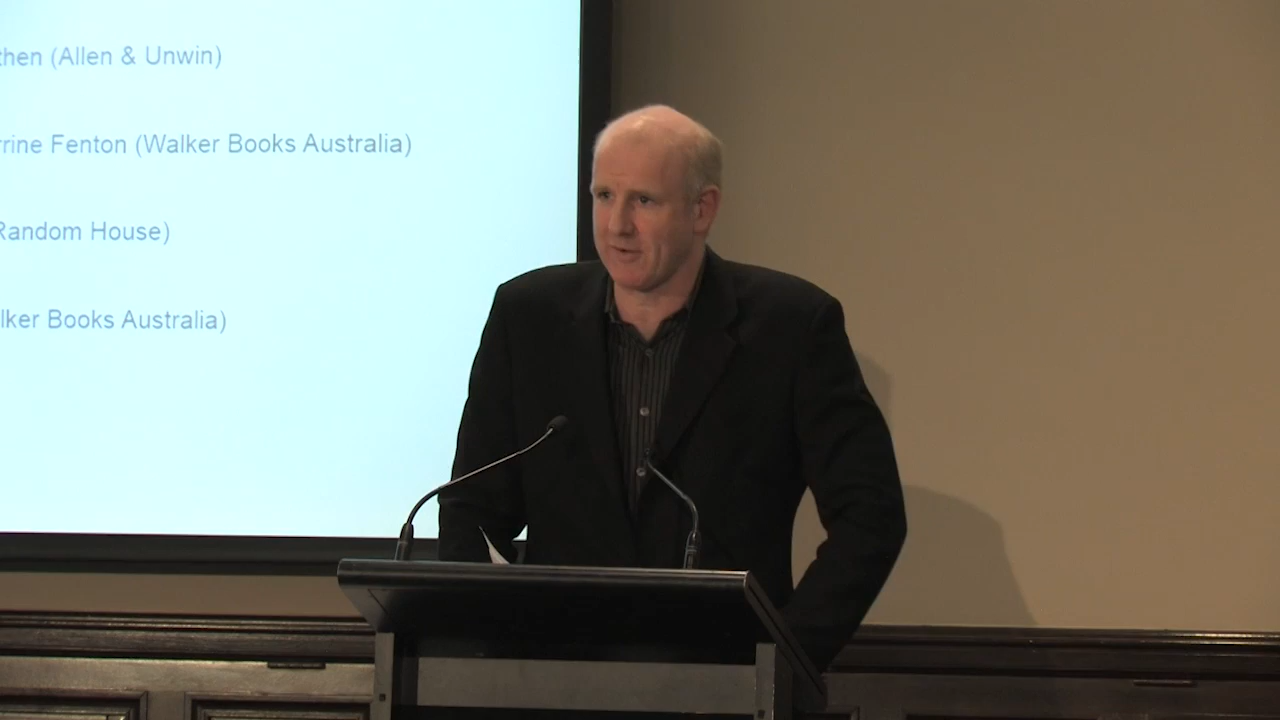 then (Allen & Unwin)
rrine Fenton (Walker Books Australia)
Random House)
lker Books Australia)